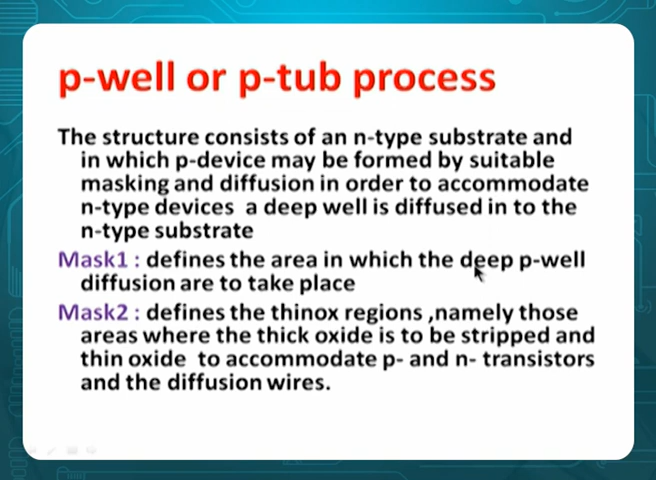 p-well or p-tub process
The structure consists of an n-type substrate and
in which p-device may be formed by suitable
masking and diffusion in order to accommodate
n-type devices a deep well is diffused in to the
n-type substrate
Mask1 : defines the area in which the deep p-well
diffusion are to take place
Mask2 : defines the thinox regions ,namely those
areas where the thick oxide is to be stripped and
thin oxide to accommodate p- and n- transistors
and the diffusion wires.